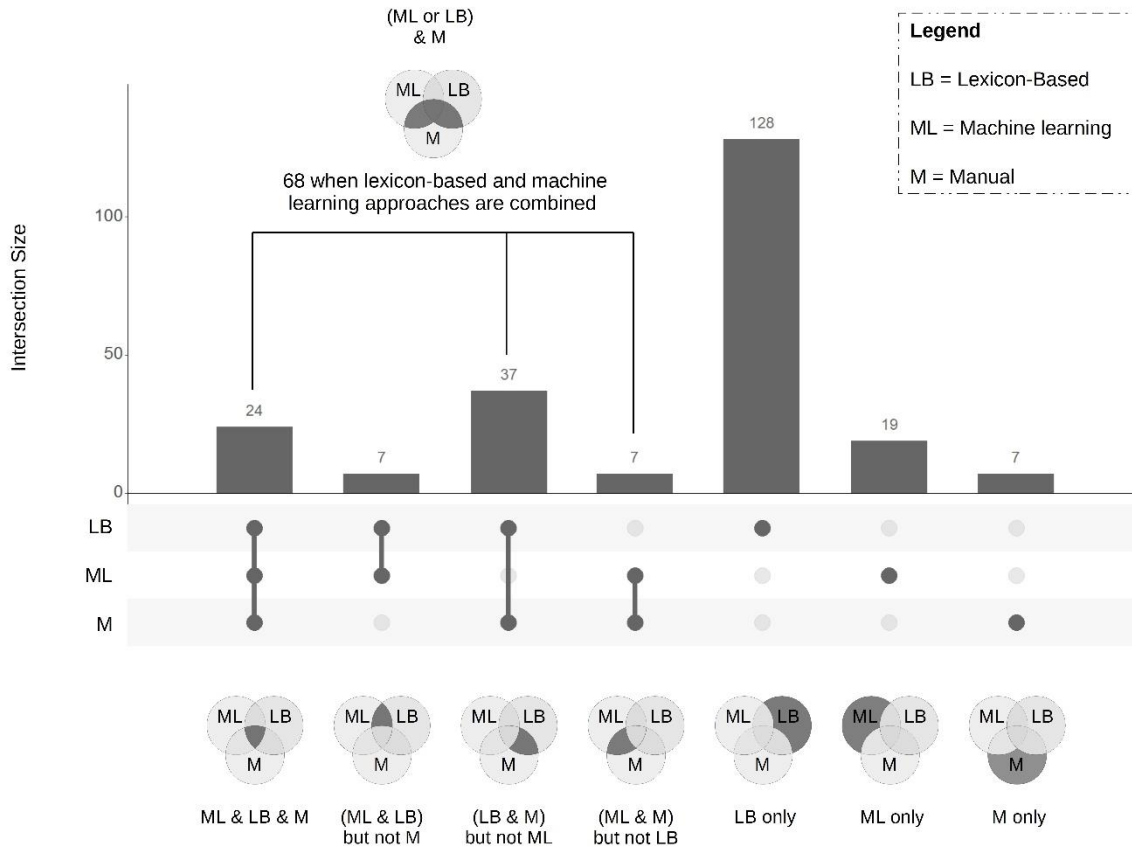 (ML or LB)
& M
ML LB
M
68 when lexicon-based and machine
learning approaches are combined
Legend
LB = Lexicon-Based
ML = Machine learning
M = Manual
Intersection Size
100
50
0
24
7
37
7
128
19
7
LB
ML
M
ML LB
M
ML LB
M
ML LB
M
ML LB
M
ML LB
M
ML LB
M
ML LB
M
ML & LB & M
(ML & LB)
but not M
(LB & M)
but not ML
(ML & M)
but not LB
LB only
ML only
M only